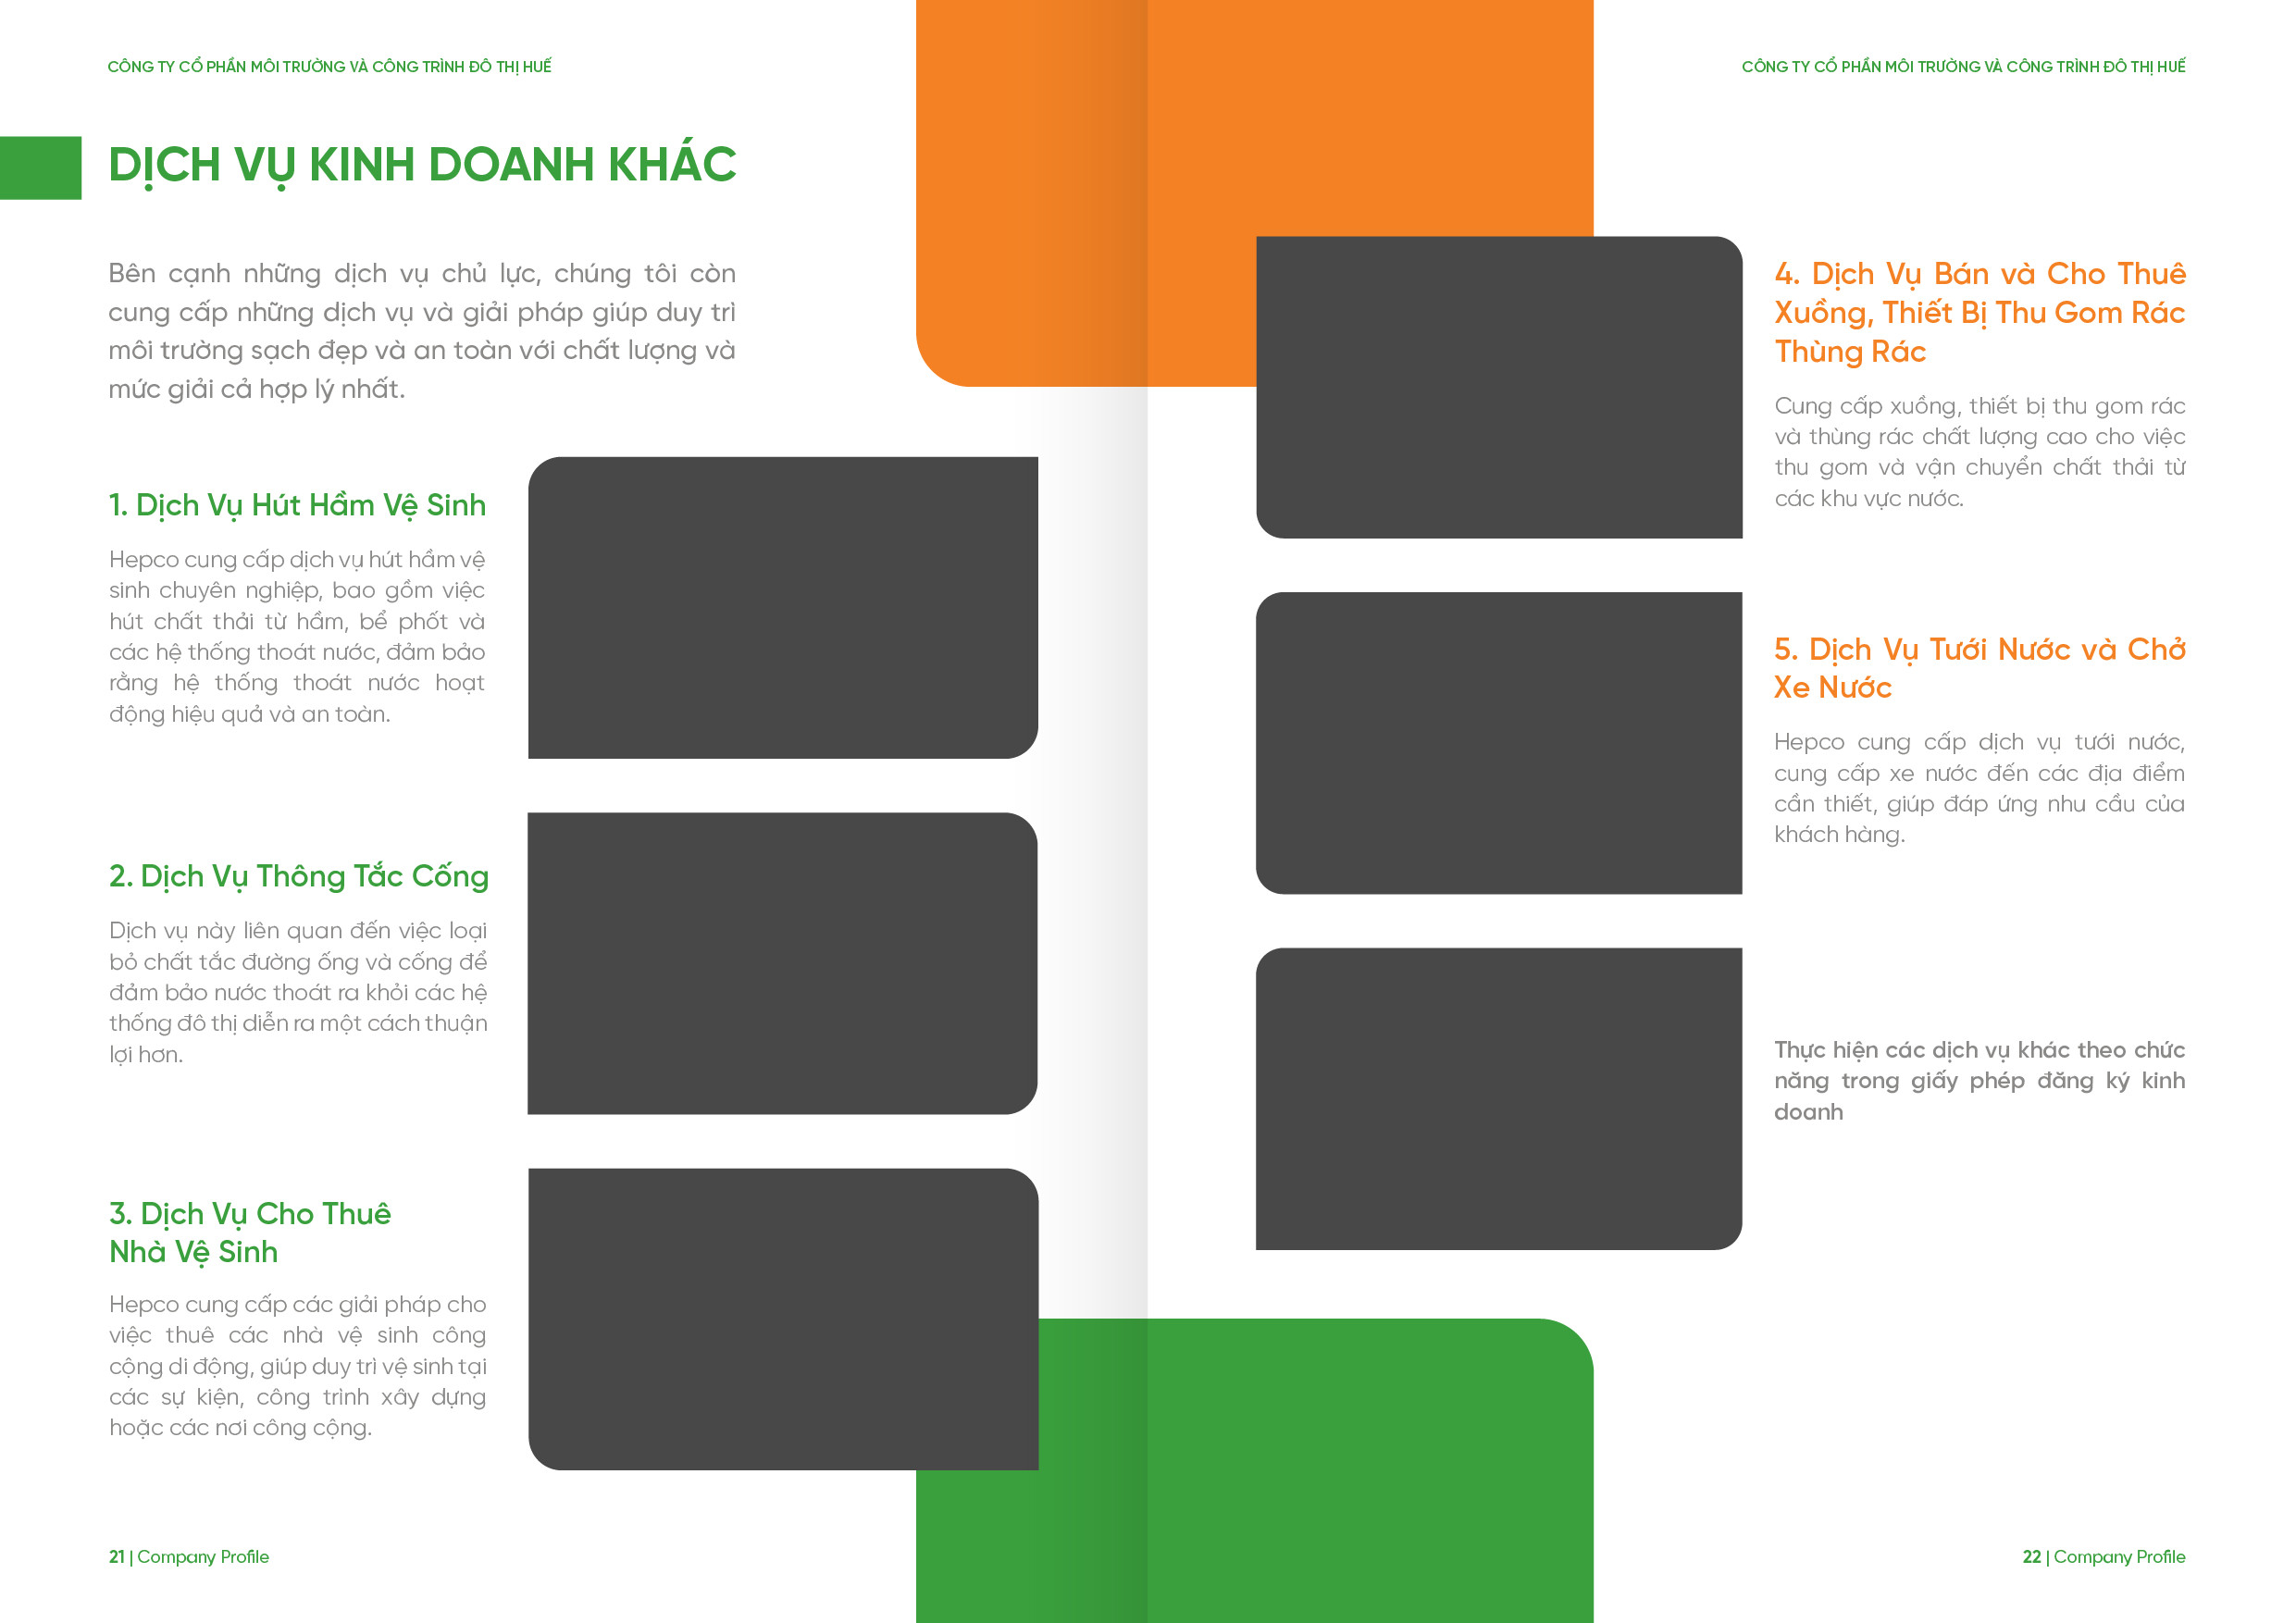 CÔNG TY CỔ PHẦN MÔI TRƯỜNG VÀ CÔNG TRÌNH ĐÔ THỊ HUẾ
DỊCH VỤ KINH DOANH KHÁC
Bên cạnh những dịch vụ chủ lực, chúng tôi còn
cung cấp những dịch vụ và giải pháp giúp duy trì
môi trường sạch đẹp và an toàn với chất lượng và
mức giải cả hợp lý nhất.
1. Dịch Vụ Hút Hầm Vệ Sinh
Hepco cung cấp dịch vụ hút hầm vệ
sinh chuyên nghiệp, bao gồm việc
hút chất thải từ hầm, bể phốt và
các hệ thống thoát nước, đảm bảo
rằng hệ thống thoát nước hoạt
động hiệu quả và an toàn.
2. Dịch Vụ Thông Tắc Cống
Dịch vụ này liên quan đến việc loại
bỏ chất tắc đường ống và cống để
đảm bảo nước thoát ra khỏi các hệ
thống đô thị diễn ra một cách thuận
lợi hơn.
3. Dịch Vụ Cho Thuê
Nhà Vệ Sinh
Hepco cung cấp các giải pháp cho
việc thuê các nhà vệ sinh công
cộng di động, giúp duy trì vệ sinh tại
các sự kiện, công trình xây dựng
hoặc các nơi công cộng.
21 | Company Profile
CÔNG TY CỔ PHẦN MÔI TRƯỜNG VÀ CÔNG TRÌNH ĐÔ THỊ HUẾ
4. Dịch Vụ Bán và Cho Thuê
Xuồng, Thiết Bị Thu Gom Rác
Thùng Rác
Cung cấp xuồng, thiết bị thu gom rác
và thùng rác chất lượng cao cho việc
thu gom và vận chuyển chất thải từ
các khu vực nước.
5. Dịch Vụ Tưới Nước và Chở
Xe Nước
Hepco cung cấp dịch vụ tưới nước,
cung cấp xe nước đến các địa điểm
cần thiết, giúp đáp ứng nhu cầu của
khách hàng.
Thực hiện các dịch vụ khác theo chức
năng trong giấy phép đăng ký kinh
doanh
22 | Company Profile